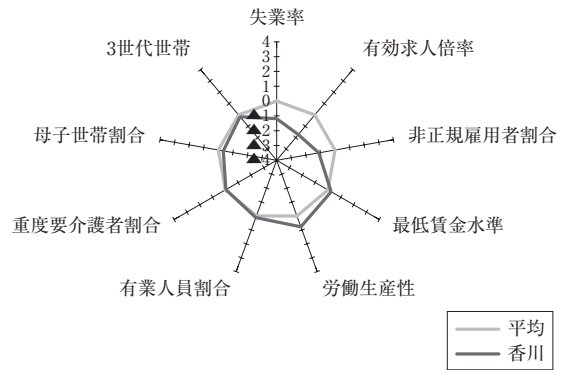 失業率
3世代世帯
有効求人倍率
4
3
2
1
0
▲1
▲2
▲3
▲4
母子世帯割合
非正規雇用者割合
重度要介護者割合
最低賃金水準
有業人員割合
労働生産性
平均
香川